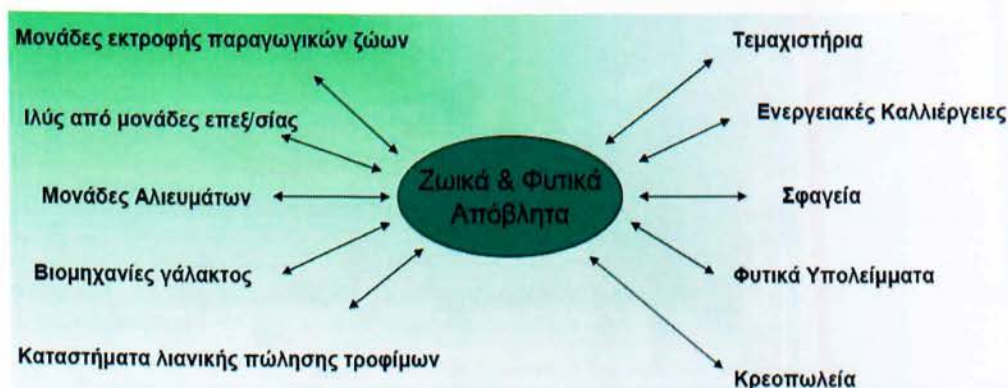 Μονάδες εκτροφής παραγωγικών ζώων
Ιλύς από μονάδες επεξ/σίας
Μονάδες Αλιευμάτων
Βιομηχανίες γάλακτος
Καταστήματα λιανικής πώλησης τροφίμων
Ζωικά & Φυτικά
Απόβλητα
Τεμαχιστήρια
Ενεργειακές Καλλιέργειες
Σφαγεία
Φυτικά Υπολείμματα
Κρεοπωλεία